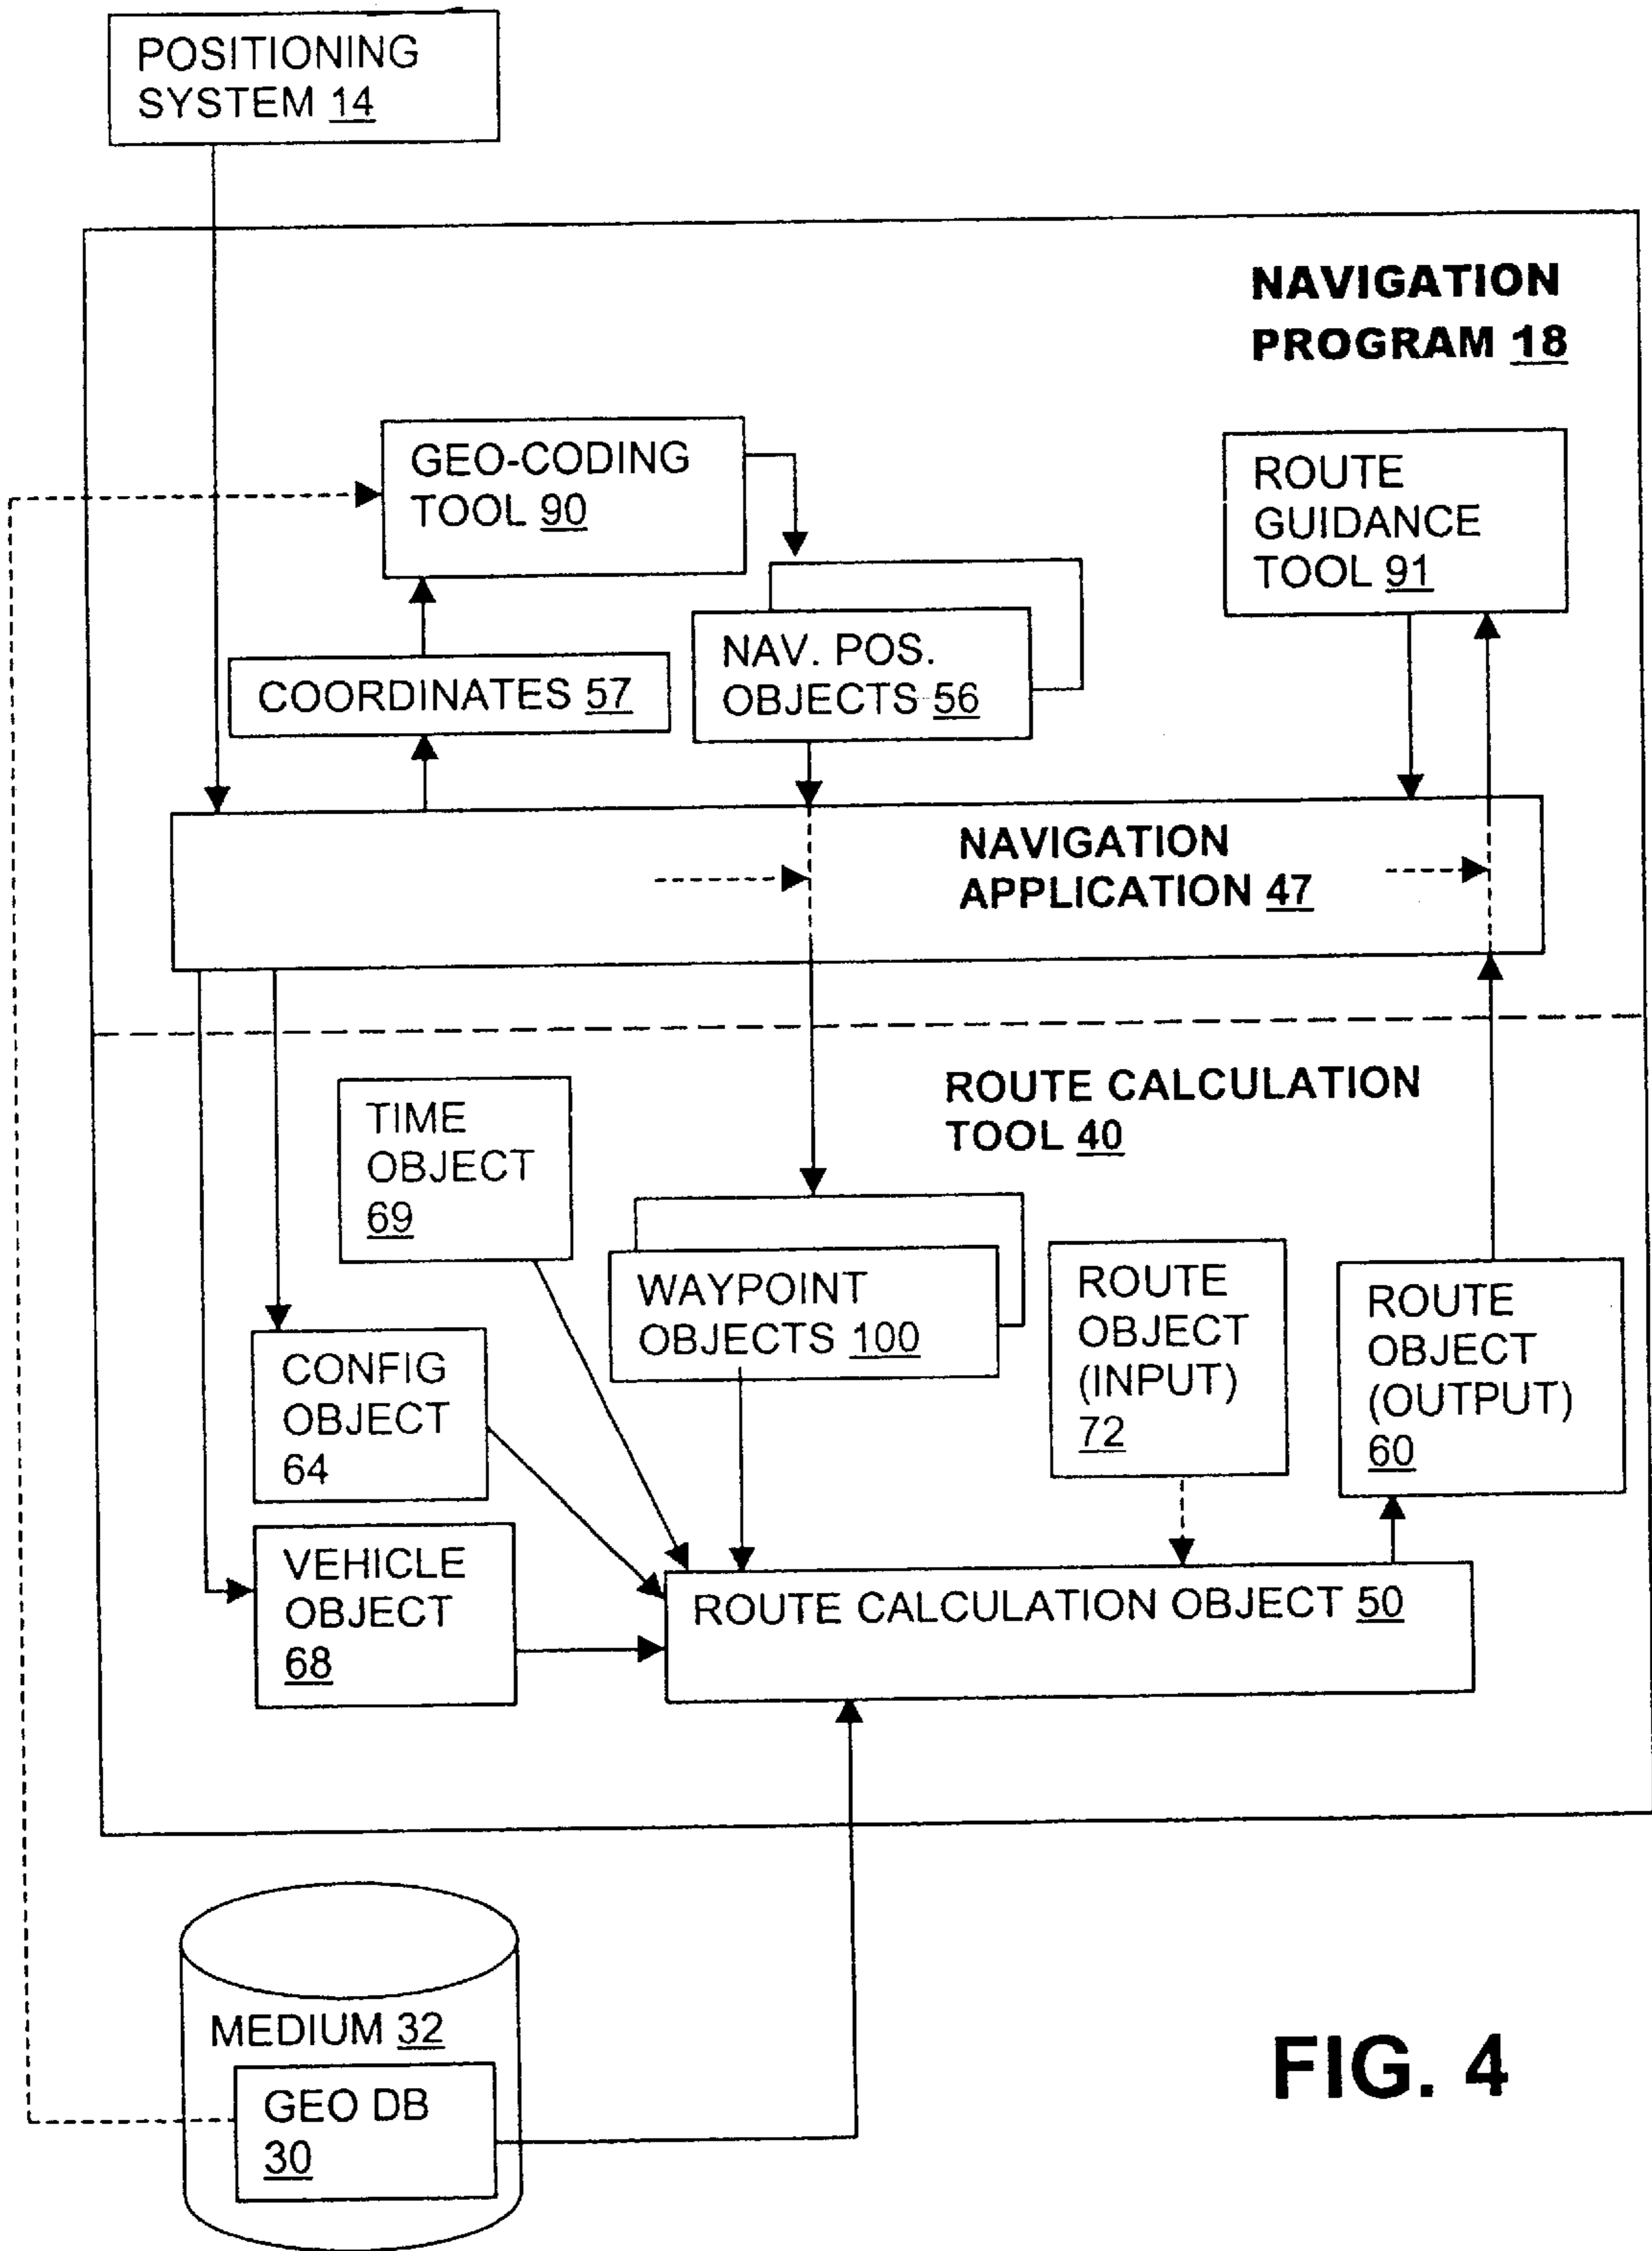 POSITIONING
SYSTEM 14
NAVIGATION
PROGRAM 18
GEO-CODING
TOOL 90
ROUTE
GUIDANCE
TOOL 91
COORDINATES 57
NAV. POS.
OBJECTS 56
NAVIGATION
APPLICATION 47
ROUTE CALCULATION
TOOL 40
TIME
OBJECT
69
WAYPOINT
OBJECTS 100
ROUTE
OBJECT
(INPUT)
72
ROUTE
OBJECT
(OUTPUT)
60
CONFIG
OBJECT
64
VEHICLE
OBJECT
68
ROUTE CALCULATION OBJECT 50
MEDIUM 32
GEO DB
30
FIG. 4